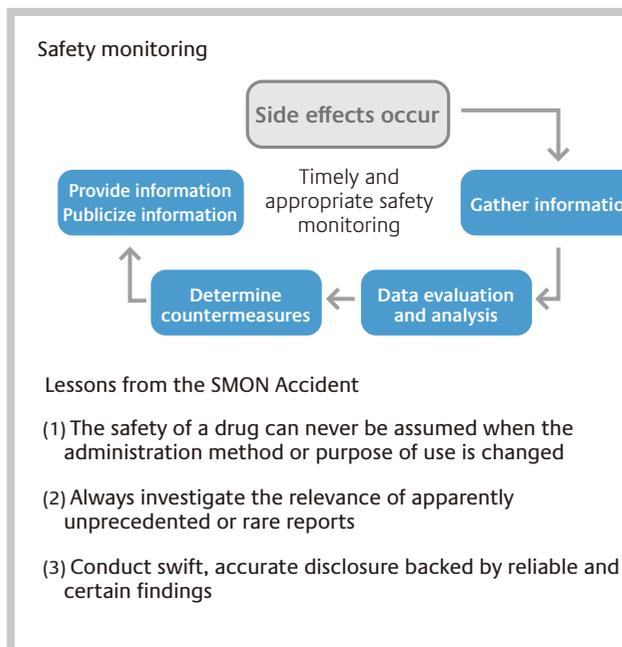 Safety monitoring
Side effects occur
Timely and
appropriate safety
monitoring
Provide information
Publicize information
Gather informatio
Determine
countermeasures
Data evaluation
and analysis
Lessons from the SMON Accident
(1) The safety of a drug can never be assumed when the
administration method or purpose of use is changed
(2) Always investigate the relevance of apparently
unprecedented or rare reports
(3) Conduct swift, accurate disclosure backed by reliable and
certain findings